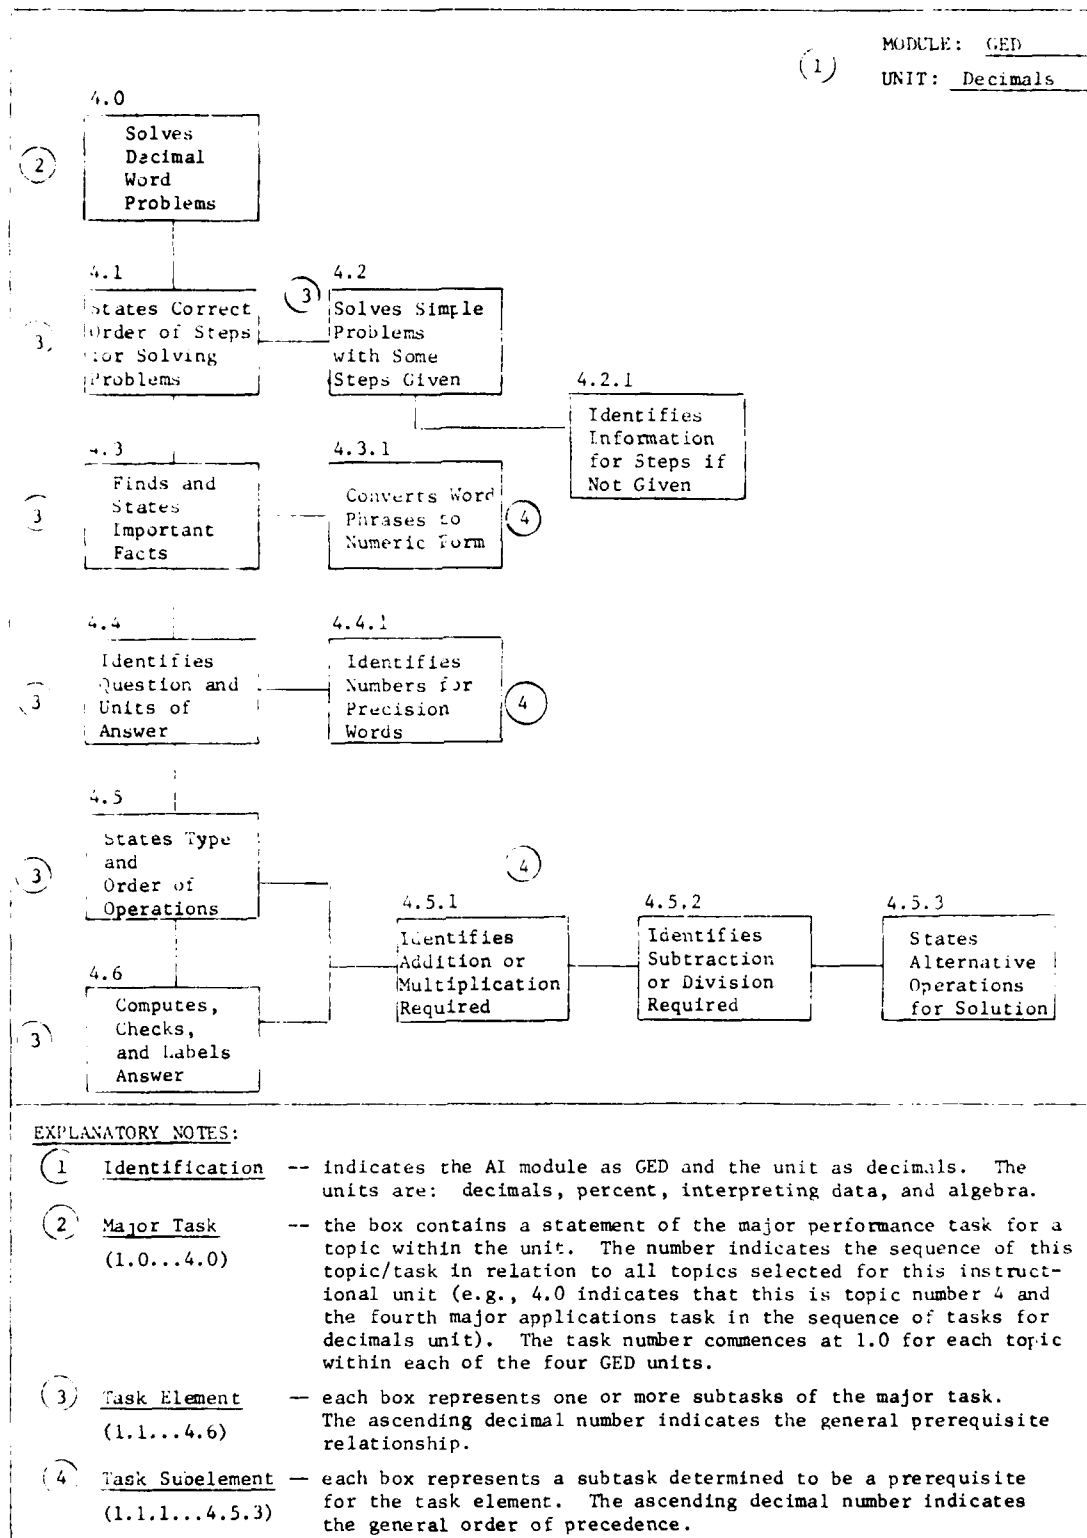 MODULE: GED
(1)
UNIT: Decimals
4.0
Solves
Decimal
Word
Problems
(2)
4.1
States Correct
Order of Steps
for Solving
Problems
(3)
4.2
(3)
Solves Simple
Problems
with Some
Steps Given
4.2.1
Identifies
Information
for Steps if
Not Given
4.3
Finds and
States
Important
Facts
(3)
4.3.1
Converts Word
Phrases to
Numeric Form
(4)
4.4
Identifies
Question and
Units of
Answer
(3)
4.4.1
Identifies
Numbers for
Precision
Words
(4)
4.5
States Type
and
Order of
Operations
(3)
(4)
4.5.1
Identifies
Addition or
Multiplication
Required
4.5.2
Identifies
Subtraction
or Division
Required
4.5.3
States
Alternative
Operations
for Solution
4.6
Computes,
Checks,
and Labels
Answer
(3)
EXPLANATORY NOTES:
(1) Identification -- indicates the AI module as GED and the unit as decimals. The
units are: decimals, percent, interpreting data, and algebra.
(2) Major Task -- the box contains a statement of the major performance task for a
(1.0...4.0) topic within the unit. The number indicates the sequence of this
topic/task in relation to all topics selected for this instruct-
ional unit (e.g., 4.0 indicates that this is topic number 4 and
the fourth major applications task in the sequence of tasks for
decimals unit). The task number commences at 1.0 for each topic
within each of the four GED units.
(3) Task Element -- each box represents one or more subtasks of the major task.
(1.1...4.6) The ascending decimal number indicates the general prerequisite
relationship.
(4) Task Subelement -- each box represents a subtask determined to be a prerequisite
(1.1.1...4.5.3) for the task element. The ascending decimal number indicates
the general order of precedence.